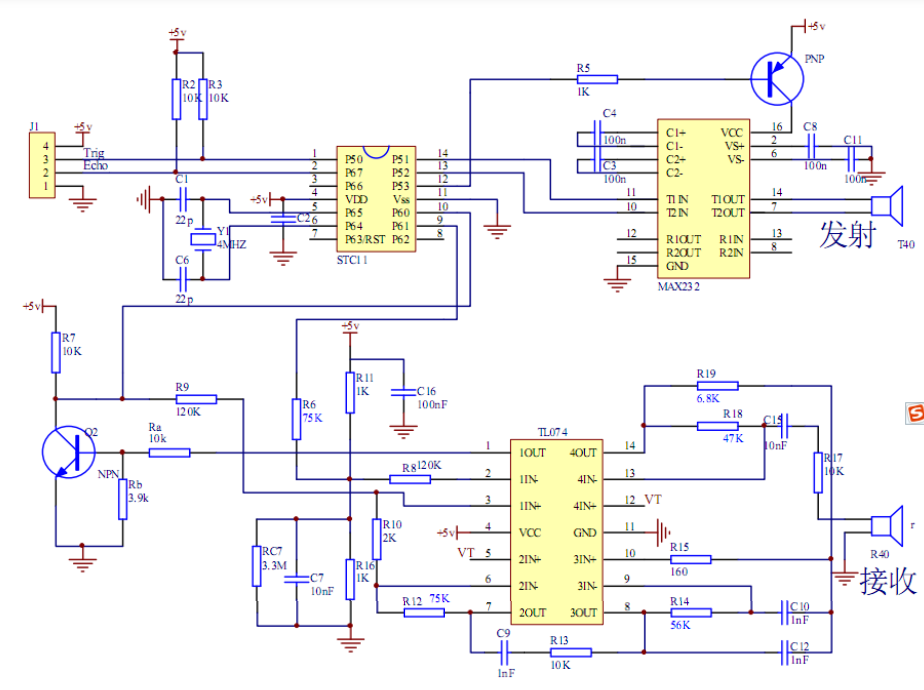 +5v
+5v
PNP
R2
10K
R3
10K
R5
1K
J1
+5v
4
3
2
1
Trig
Echo
1 P50 P51 14
2 P67 P52 13
3 P66 P53 12
4 VDD Vss 11
5 P65 P60 10
6 P64 P61 9
7 P63/RST P62 8
STC11
+5v
C1
22p
Y1
4MHZ
C6
22p
C2
C4
100n
C3
100n
C1+ VCC 16
C1- VS+ 2
C2+ VS- 6
C2-
11 T1IN T1OUT 14
10 T2IN T2OUT 7
12 R1OUT R1IN 13
9 R2OUT R2IN 8
15 GND
MAX232
C8
100n
C11
100n
发射
T40
+5v
R7
10K
R9
120K
Q2
NPN
Ra
10k
Rb
3.9k
+5v
R11
1K
C16
100nF
R6
75K
R8 120K
R10
2K
RC7
3.3M
C7
10nF
R16
1K
R12 75K
TL074
1 1OUT 4OUT 14
2 1IN- 4IN- 13
3 1IN+ 4IN+ 12 VT
+5v 4 VCC GND 11
VT 5 2IN+ 3IN+ 10
6 2IN- 3IN- 9
7 2OUT 3OUT 8
R19
6.8K
R18
47K
C15
10nF
R17
10K
r
R40
接收
R15
160
R14
56K
C10
1nF
C9
1nF
R13
10K
C12
1nF
S